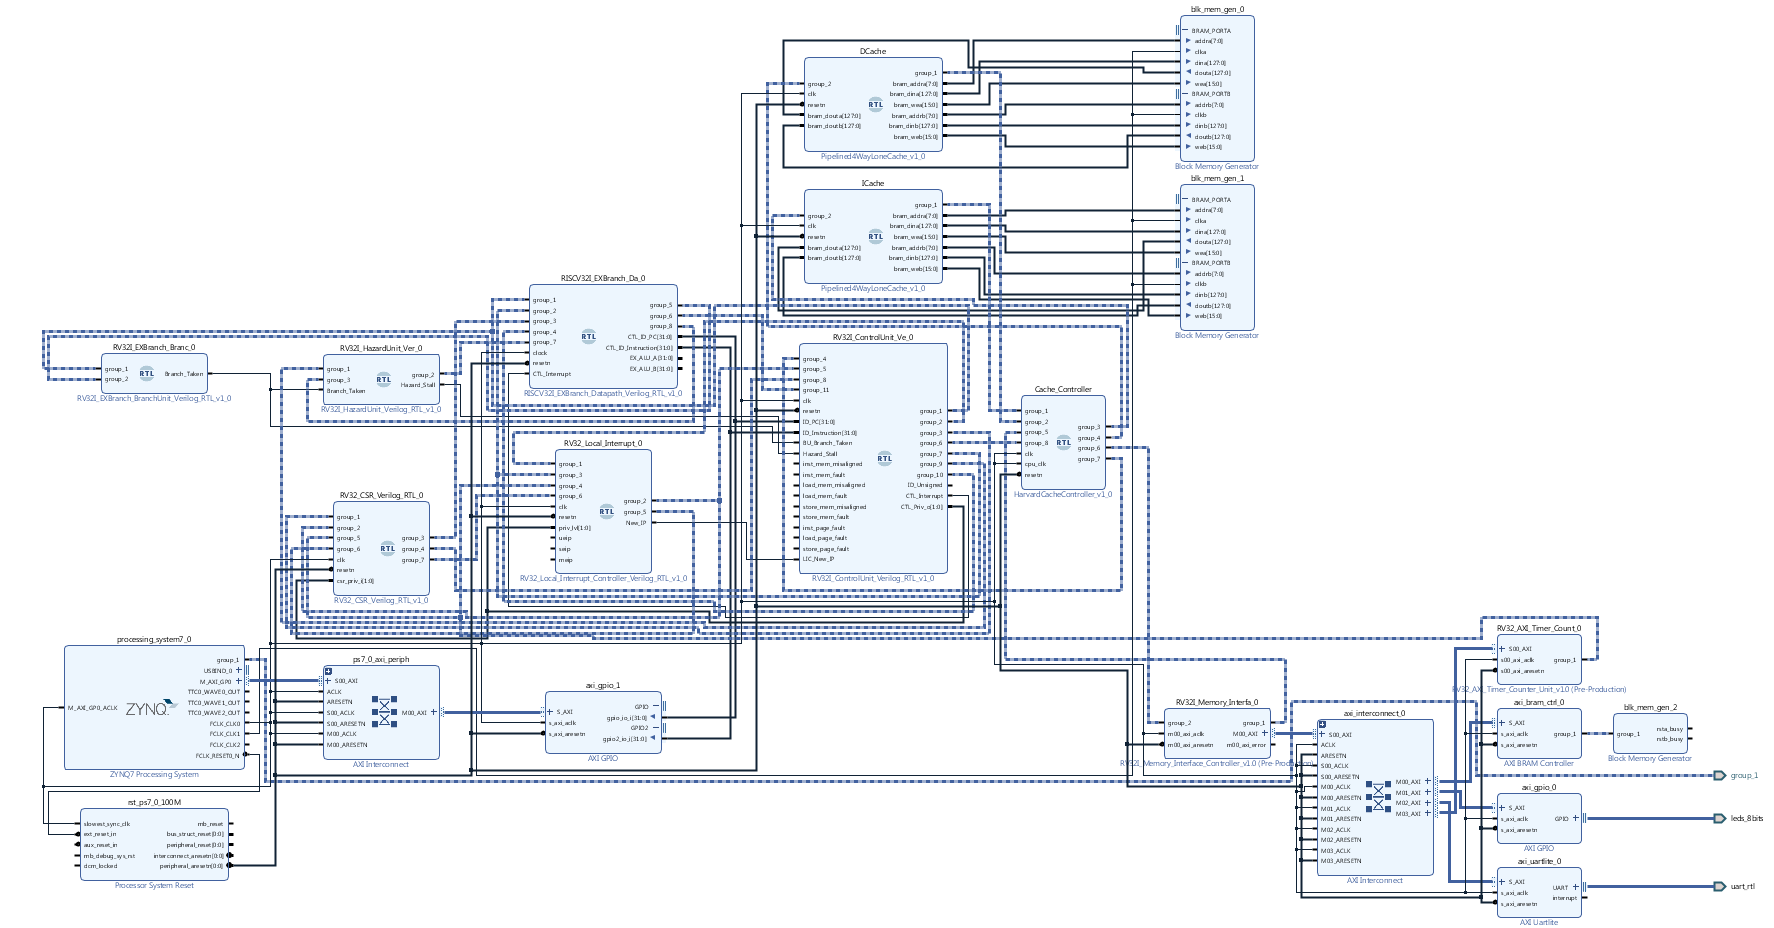 blk_mem_gen_0
BRAM_PORTA
addra[7:0]
clka
dina[127:0]
douta[127:0]
wea[15:0]
BRAM_PORTB
addrb[7:0]
clkb
dinb[127:0]
doutb[127:0]
web[15:0]
Block Memory Generator
DCache
group_2
clk
resetn
bram_douta[127:0]
bram_doutb[127:0]
RTL
group_1
bram_addra[7:0]
bram_dina[127:0]
bram_wea[15:0]
bram_addrb[7:0]
bram_dinb[127:0]
bram_web[15:0]
Pipelined4WayLoneCache_v1_0
blk_mem_gen_1
BRAM_PORTA
addra[7:0]
clka
dina[127:0]
douta[127:0]
wea[15:0]
BRAM_PORTB
addrb[7:0]
clkb
dinb[127:0]
doutb[127:0]
web[15:0]
Block Memory Generator
ICache
group_2
clk
resetn
bram_douta[127:0]
bram_doutb[127:0]
RTL
group_1
bram_addra[7:0]
bram_dina[127:0]
bram_wea[15:0]
bram_addrb[7:0]
bram_dinb[127:0]
bram_web[15:0]
Pipelined4WayLoneCache_v1_0
RISCV32I_EXBranch_Da_0
group_1
group_2
group_3
group_4
group_7
clock
resetn
CTL_Interrupt
RTL
group_5
group_6
group_8
CTL_ID_PC[31:0]
CTL_ID_Instruction[31:0]
EX_ALU_A[31:0]
EX_ALU_B[31:0]
RISCV32I_EXBranch_Datapath_Verilog_RTL_v1_0
RV32I_EXBranch_Branc_0
group_1
group_2
RTL
Branch_Taken
RV32I_EXBranch_BranchUnit_Verilog_RTL_v1_0
RV32I_HazardUnit_Ver_0
group_1
group_3
Branch_Taken
RTL
group_2
Hazard_Stall
RV32I_HazardUnit_Verilog_RTL_v1_0
RV32I_ControlUnit_Ve_0
group_4
group_5
group_8
group_11
clk
resetn
ID_PC[31:0]
ID_Instruction[31:0]
BU_Branch_Taken
Hazard_Stall
inst_mem_misaligned
inst_mem_fault
load_mem_misaligned
load_mem_fault
store_mem_misaligned
store_mem_fault
inst_page_fault
load_page_fault
store_page_fault
LIC_New_IP
RTL
group_1
group_2
group_3
group_6
group_7
group_9
group_10
ID_Unsigned
CTL_Interrupt
CTL_Priv_o[1:0]
RV32I_ControlUnit_Verilog_RTL_v1_0
Cache_Controller
group_1
group_2
group_5
group_8
clk
cpu_clk
resetn
RTL
group_3
group_4
group_6
group_7
HarvardCacheController_v1_0
RV32_Local_Interrupt_0
group_1
group_3
group_4
group_6
clk
resetn
priv_lvl[1:0]
ueip
seip
meip
RTL
group_2
group_5
New_IP
RV32_Local_Interrupt_Controller_Verilog_RTL_v1_0
RV32_CSR_Verilog_RTL_0
group_1
group_2
group_5
group_6
clk
resetn
csr_priv_i[1:0]
RTL
group_3
group_4
group_7
RV32_CSR_Verilog_RTL_v1_0
processing_system7_0
M_AXI_GP0_ACLK
ZYNQ
group_1
USBIND_0
M_AXI_GP0
TTC0_WAVE0_OUT
TTC0_WAVE1_OUT
TTC0_WAVE2_OUT
FCLK_CLK0
FCLK_CLK1
FCLK_CLK2
FCLK_RESET0_N
ZYNQ7 Processing System
ps7_0_axi_periph
S00_AXI
ACLK
ARESETN
S00_ACLK
S00_ARESETN
M00_ACLK
M00_ARESETN
M00_AXI
AXI Interconnect
axi_gpio_1
S_AXI
s_axi_aclk
s_axi_aresetn
GPIO
gpio_io_i[31:0]
GPIO2
gpio2_io_i[31:0]
AXI GPIO
rst_ps7_0_100M
slowest_sync_clk
ext_reset_in
aux_reset_in
mb_debug_sys_rst
dcm_locked
mb_reset
bus_struct_reset[0:0]
peripheral_reset[0:0]
interconnect_aresetn[0:0]
peripheral_aresetn[0:0]
Processor System Reset
RV32I_Memory_Interfa_0
group_2
m00_axi_aclk
m00_axi_aresetn
group_1
M00_AXI
m00_axi_error
RV32I_Memory_Interface_Controller_v1.0 (Pre-Production)
axi_interconnect_0
S00_AXI
ACLK
ARESETN
S00_ACLK
S00_ARESETN
M00_ACLK
M00_ARESETN
M01_ACLK
M01_ARESETN
M02_ACLK
M02_ARESETN
M03_ACLK
M03_ARESETN
M00_AXI
M01_AXI
M02_AXI
M03_AXI
AXI Interconnect
RV32_AXI_Timer_Count_0
S00_AXI
s00_axi_aclk
s00_axi_aresetn
group_1
RV32_AXI_Timer_Counter_Unit_v1.0 (Pre-Production)
axi_bram_ctrl_0
S_AXI
s_axi_aclk
s_axi_aresetn
group_1
AXI BRAM Controller
blk_mem_gen_2
group_1
rsta_busy
rstb_busy
Block Memory Generator
group_1
axi_gpio_0
S_AXI
s_axi_aclk
s_axi_aresetn
GPIO
AXI GPIO
leds_8bits
axi_uartlite_0
S_AXI
s_axi_aclk
s_axi_aresetn
UART
interrupt
AXI Uartlite
uart_rtl